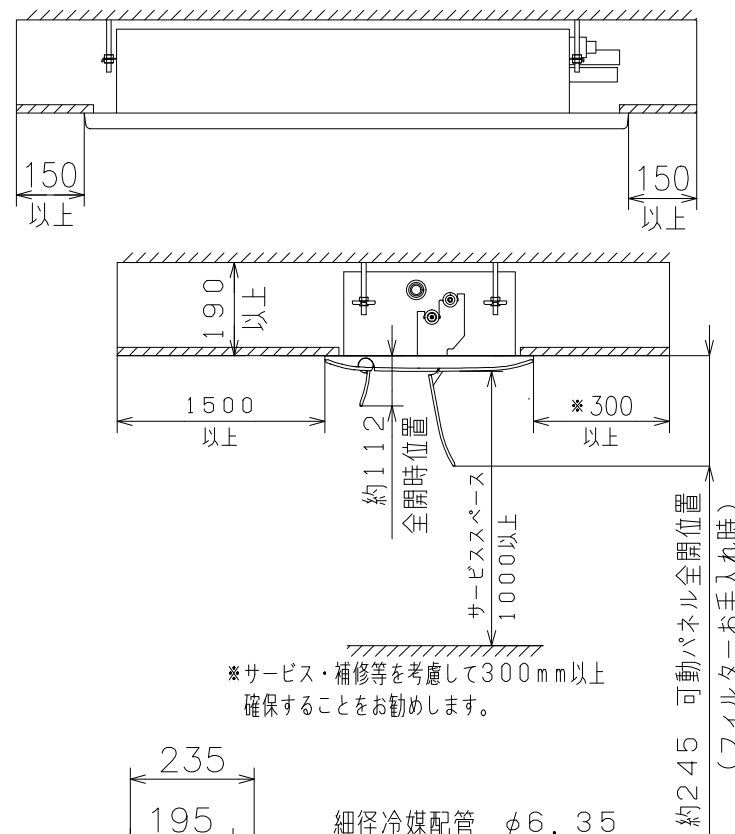 150
以上
150
以上
190
以上
1500
以上
※300
以上
約112
全開時位置
サービススペース
1000以上
約245 可動パネル全開位置
(フィルターお手入れ時)
※サービス・補修等を考慮して300mm以上
確保することをお勧めします。
235
195
細径冷媒配管 φ6.35